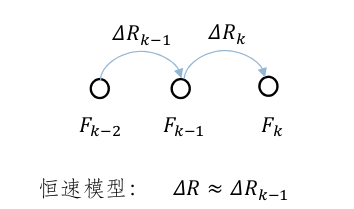 ΔR_{k-1} ΔR_k
F_{k-2} F_{k-1} F_k
恒速模型： ΔR ≈ ΔR_{k-1}